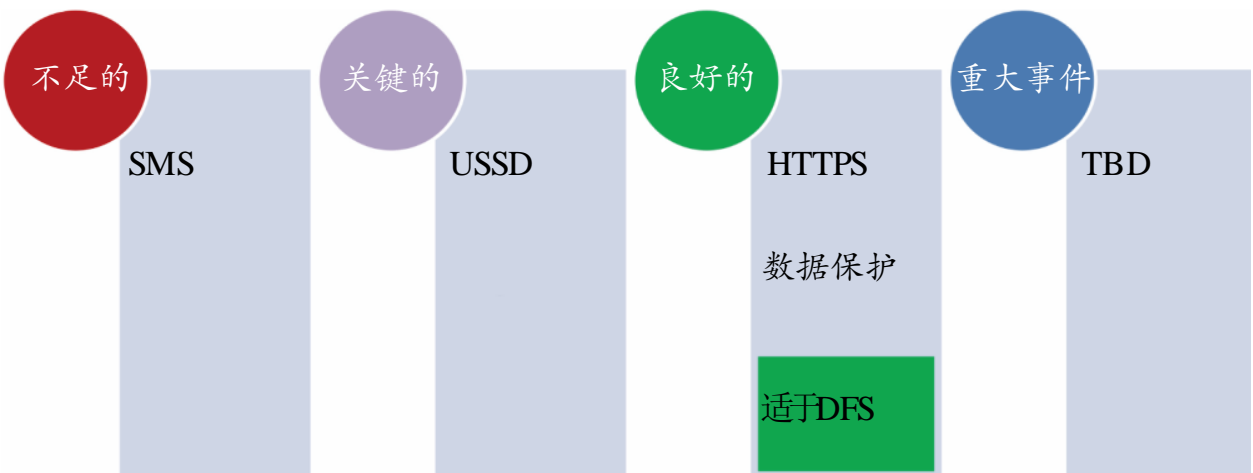 不足的
SMS
关键的
USSD
良好的
HTTPS
数据保护
适于DFS
重大事件
TBD